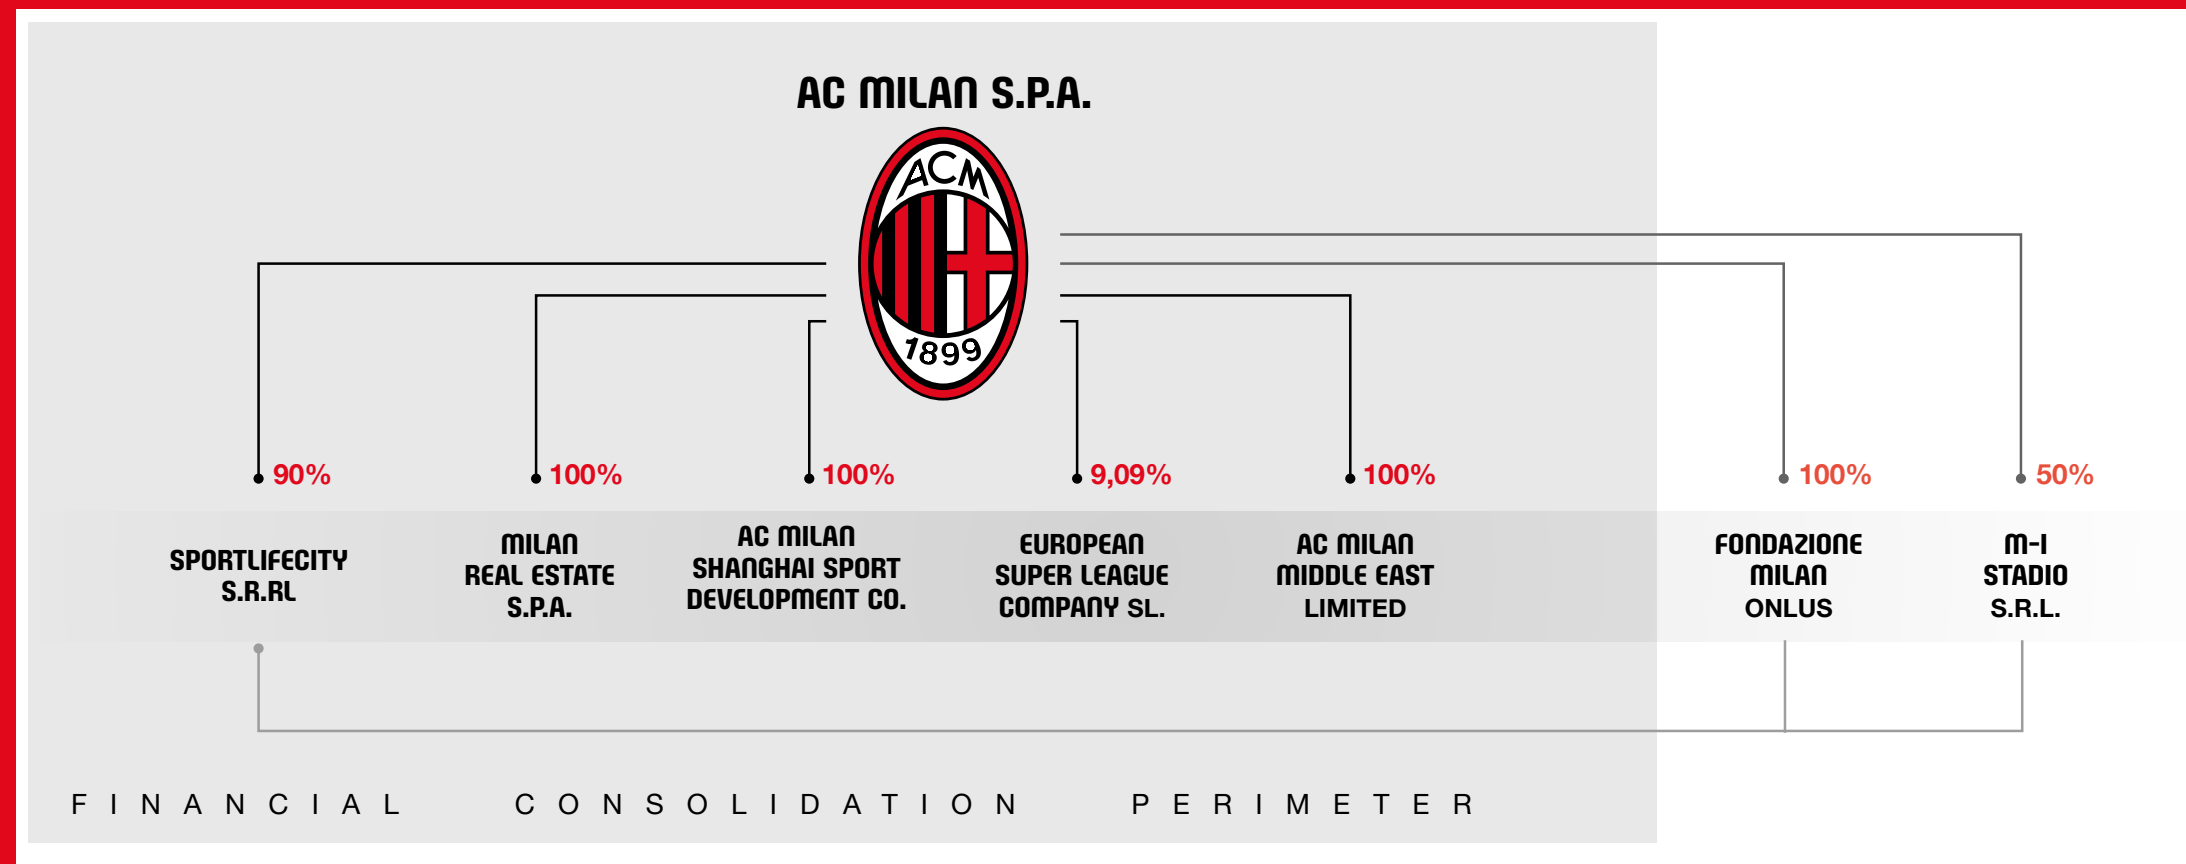 AC MILAN S.P.A.
ACM
1899
90%
100%
100%
9,09%
100%
100%
50%
SPORTLIFECITY
S.R.RL
MILAN
REAL ESTATE
S.P.A.
AC MILAN
SHANGHAI SPORT
DEVELOPMENT CO.
EUROPEAN
SUPER LEAGUE
COMPANY SL.
AC MILAN
MIDDLE EAST
LIMITED
FONDAZIONE
MILAN
ONLUS
M-I
STADIO
S.R.L.
FINANCIAL CONSOLIDATION PERIMETER